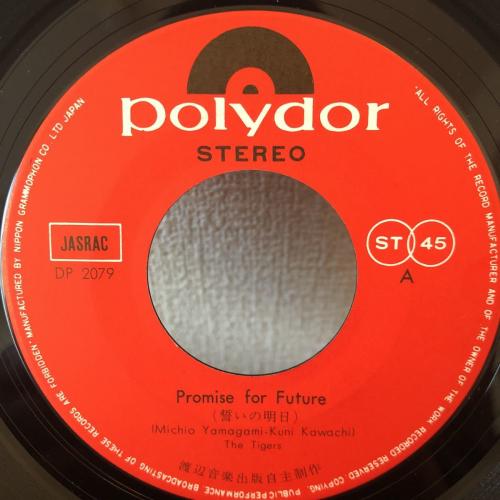 polydor
STEREO
JASRAC
DP 2079
ST 45
A
Promise for Future
(誓いの明日)
(Michio Yamagami-Kuni Kawachi)
The Tigers
渡辺音楽出版自主制作
ALL RIGHTS OF THE RECORD MANUFACTURER AND OF THE OWNER OF THE WORK RECORDED RESERVED COPYING·PUBLIC PERFORMANCE BROADCASTING OF THESE RECORDS ARE FORBIDDEN·MANUFACTURED BY NIPPON GRAMMOPHON CO LTD JAPAN